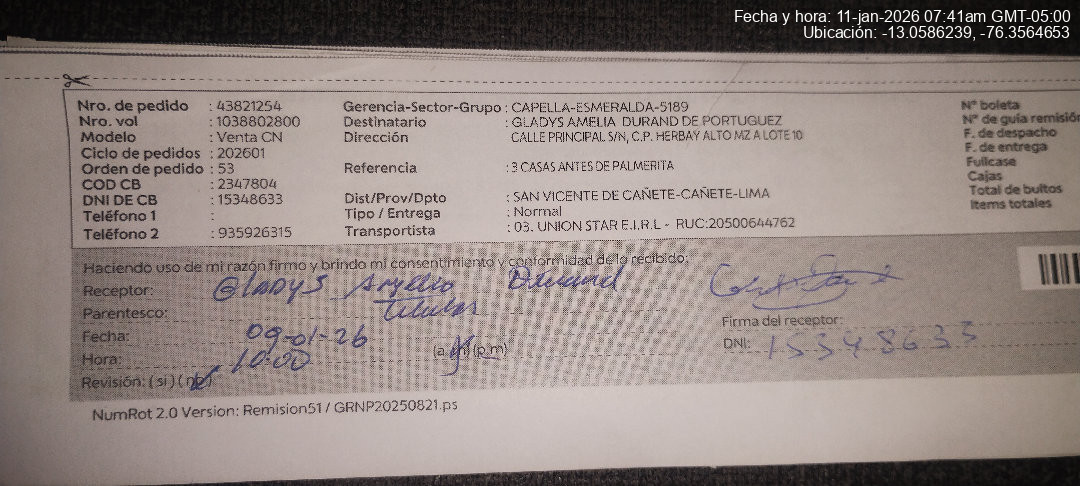 Fecha y hora: 11-jan-2026 07:41am GMT-05:00
Ubicación: -13.0586239, -76.3564653
Nro. de pedido : 43821254 Gerencia-Sector-Grupo : CAPELLA-ESMERALDA-5189 N° boleta
Nro. vol : 1038802800 Destinatario : GLADYS AMELIA DURAND DE PORTUGUEZ N° de guía remisión
Modelo : Venta CN Dirección CALLE PRINCIPAL S/N, C.P. HERBAY ALTO MZ A LOTE 10 F. de despacho
Ciclo de pedidos : 202601 F. de entrega
Orden de pedido : 53 Referencia : 3 CASAS ANTES DE PALMERITA Fullcase
COD CB : 2347804 Cajas
DNI DE CB : 15348633 Dist/Prov/Dpto : SAN VICENTE DE CAÑETE-CAÑETE-LIMA Total de bultos
Teléfono 1 : Tipo / Entrega : Normal Items totales
Teléfono 2 : 935926315 Transportista : 03. UNION STAR E.I.R.L - RUC:20500644762
Haciendo uso de mi razón firmo y brindo mi consentimiento y conformidad de lo recibido:
Receptor: GLADYS Amelia Durand
Parentesco: titular
Firma del receptor:
Fecha: 09-01-26
DNI: 15348633
Hora: 10:00 (a.m) (p.m)
Revisión: (si) (no)
NumRot 2.0 Version: Remision51 / GRNP20250821.ps